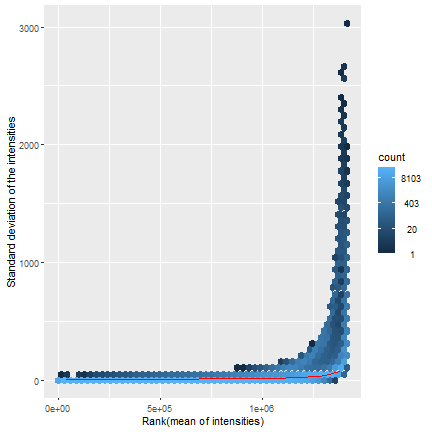 3000
2000
1000
0
Standard deviation of the intensities
0e+00
5e+05
1e+06
Rank(mean of intensities)
count
8103
403
20
1